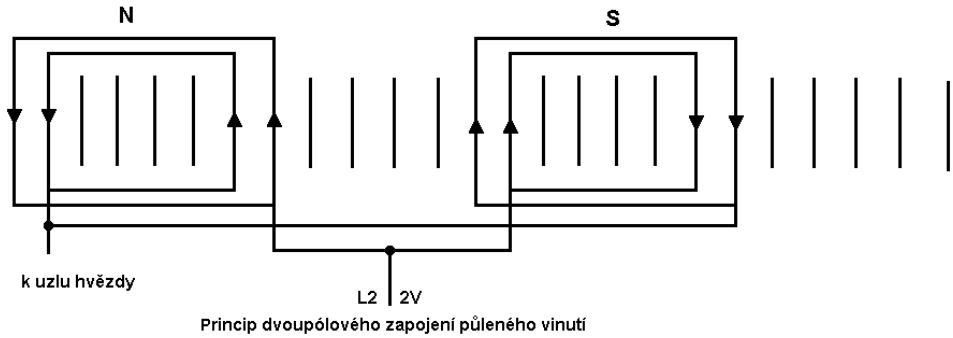 N
S
k uzlu hvězdy
L2 2V
Princip dvoupólového zapojení půleného vinutí